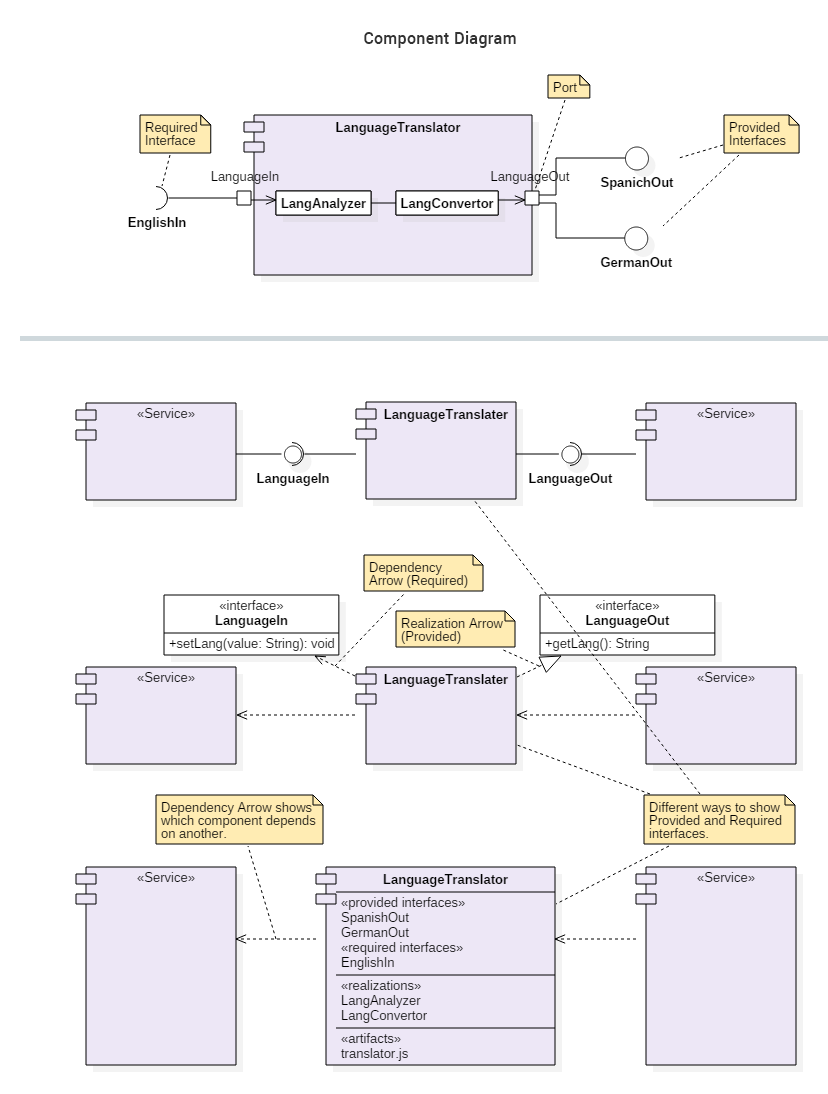 Component Diagram
Port
Required
Interface
LanguageTranslator
Provided
Interfaces
LanguageIn
LanguageOut
SpanichOut
LangAnalyzer
LangConvertor
EnglishIn
GermanOut
«Service»
LanguageTranslater
«Service»
LanguageIn
LanguageOut
Dependency
Arrow (Required)
«interface»
LanguageIn
+setLang(value: String): void
Realization Arrow
(Provided)
«interface»
LanguageOut
+getLang(): String
«Service»
LanguageTranslater
«Service»
Dependency Arrow shows
which component depends
on another.
Different ways to show
Provided and Required
interfaces.
«Service»
LanguageTranslator
«provided interfaces»
SpanishOut
GermanOut
«required interfaces»
EnglishIn
«realizations»
LangAnalyzer
LangConvertor
«artifacts»
translator.js
«Service»